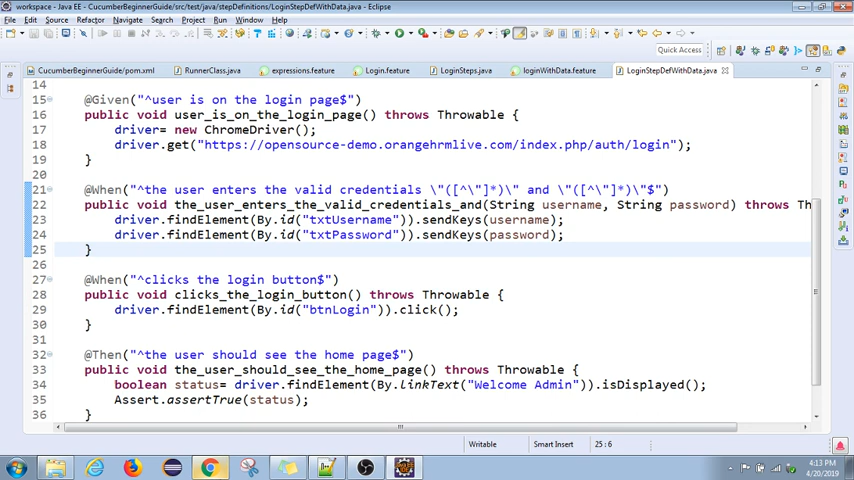 workspace - Java EE - CucumberBeginnerGuide/src/test/java/stepDefinitions/LoginStepDefWithData.java - Eclipse
File Edit Source Refactor Navigate Search Project Run Window Help
Quick Access
CucumberBeginnerGuide/pom.xml RunnerClass.java expressions.feature Login.feature LoginSteps.java loginWithData.feature LoginStepDefWithData.java
14
15 @Given("^user is on the login page$")
16 public void user_is_on_the_login_page() throws Throwable {
17 driver= new ChromeDriver();
18 driver.get("https://opensource-demo.orangehrmlive.com/index.php/auth/login");
19 }
20
21 @When("^the user enters the valid credentials \"([^\"]*)\" and \"([^\"]*)\"$")
22 public void the_user_enters_the_valid_credentials_and(String username, String password) throws Th
23 driver.findElement(By.id("txtUsername")).sendKeys(username);
24 driver.findElement(By.id("txtPassword")).sendKeys(password);
25 }
26
27 @When("^clicks the login button$")
28 public void clicks_the_login_button() throws Throwable {
29 driver.findElement(By.id("btnLogin")).click();
30 }
31
32 @Then("^the user should see the home page$")
33 public void the_user_should_see_the_home_page() throws Throwable {
34 boolean status= driver.findElement(By.linkText("Welcome Admin")).isDisplayed();
35 Assert.assertTrue(status);
36 }
Writable Smart Insert 25 : 6
4:13 PM
4/20/2019